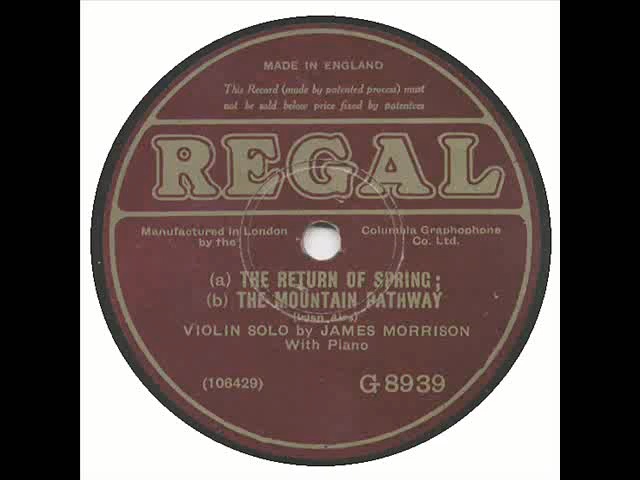 MADE IN ENGLAND
This Record (made by patented process) must
not be sold below price fixed by patentees
REGAL
Manufactured in London
by the
Columbia Graphophone
Co. Ltd.
(a) THE RETURN OF SPRING;
(b) THE MOUNTAIN PATHWAY
(Irish Airs)
VIOLIN SOLO by JAMES MORRISON
With Piano
(106429)
G 8939